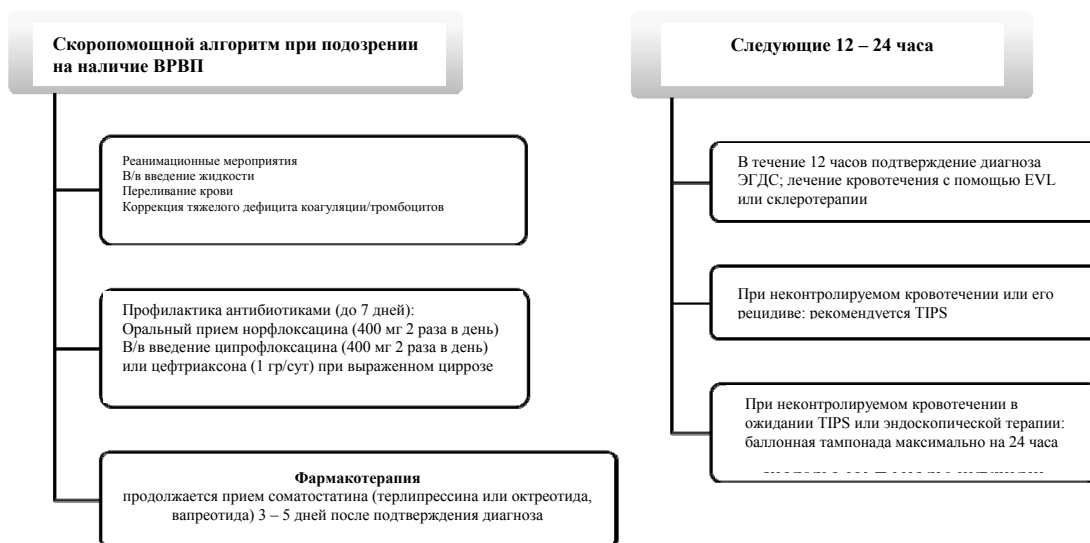 Скоропомощной алгоритм при подозрении
на наличие ВРВП
Реанимационные мероприятия
В/в введение жидкости
Переливание крови
Коррекция тяжелого дефицита коагуляции/тромбоцитов
Профилактика антибиотиками (до 7 дней):
Оральный прием норфлоксацина (400 мг 2 раза в день)
В/в введение ципрофлоксацина (400 мг 2 раза в день)
или цефтриаксона (1 гр/сут) при выраженном циррозе
Фармакотерапия
продолжается прием соматостатина (терлипрессина или октреотида,
вапреотида) 3 – 5 дней после подтверждения диагноза
Следующие 12 – 24 часа
В течение 12 часов подтверждение диагноза
ЭГДС; лечение кровотечения с помощью EVL
или склеротерапии
При неконтролируемом кровотечении или его
рецидиве: рекомендуется TIPS
При неконтролируемом кровотечении в
ожидании TIPS или эндоскопической терапии:
баллонная тампонада максимально на 24 часа